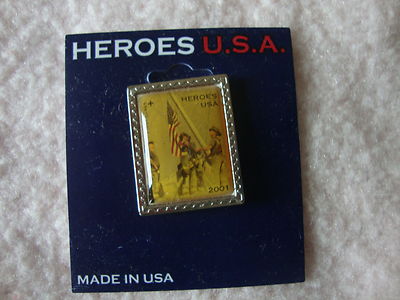 HEROES U.S.A.
HEROES
USA
2001
MADE IN USA